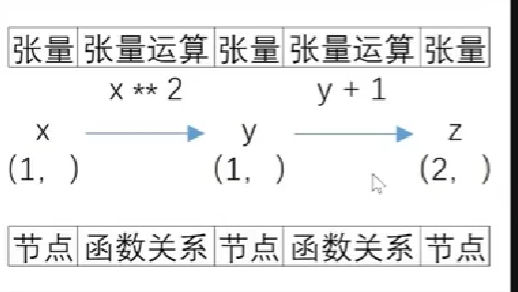 张量 张量运算 张量 张量运算 张量
x ** 2 y + 1
x y z
(1, ) (1, ) (2, )
节点 函数关系 节点 函数关系 节点